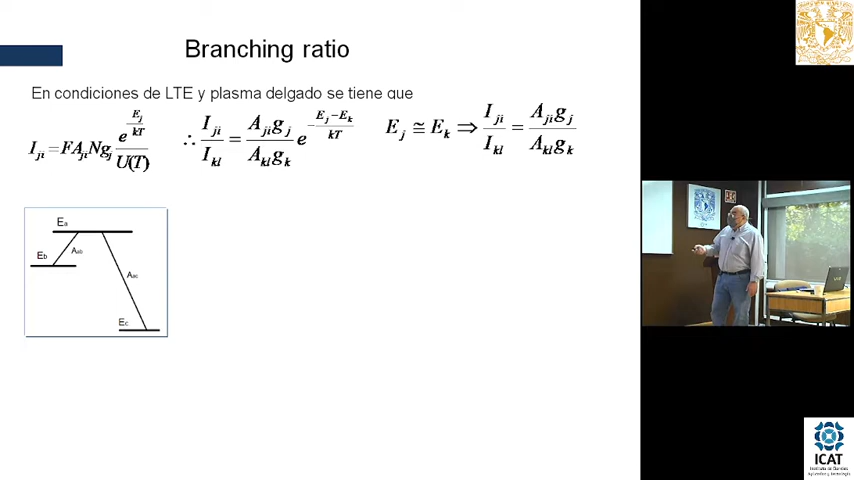 Branching ratio
En condiciones de LTE y plasma delgado se tiene que
I_ji = FA_ji Ng_j e^(E_j/kT) / U(T)
∴ I_ji / I_kl = A_ji g_j / A_kl g_k e^(−(E_j − E_k)/kT)
E_j ≅ E_k ⇒ I_ji / I_kl = A_ji g_j / A_kl g_k
Ea
Eb
Aab
Aac
Ec
ICAT